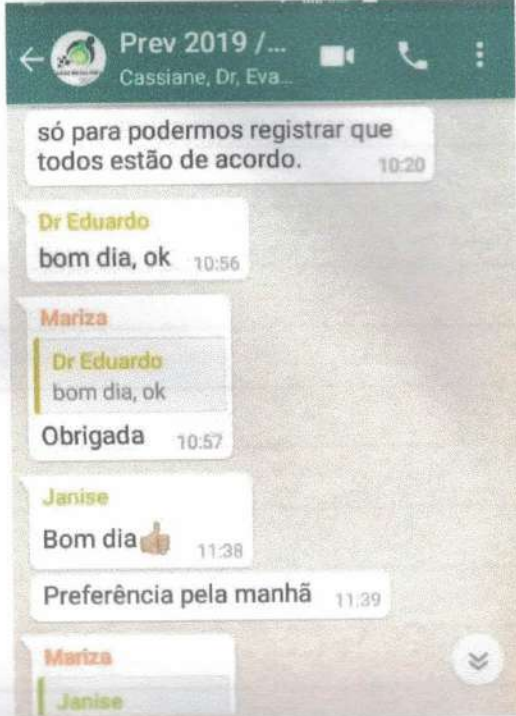 Prev 2019 /...
Cassiane, Dr, Eva...
só para podermos registrar que
todos estão de acordo. 10:20
Dr Eduardo
bom dia, ok 10:56
Mariza
Dr Eduardo
bom dia, ok
Obrigada 10:57
Janise
Bom dia👍🏼 11:38
Preferência pela manhã 11:39
Mariza
Janise